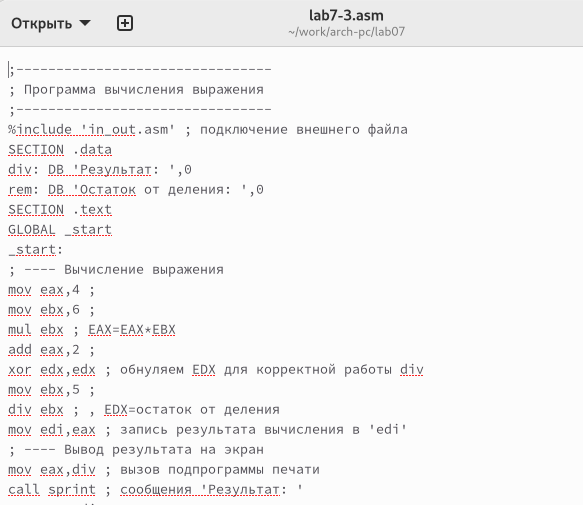 Открыть
lab7-3.asm
~/work/arch-pc/lab07
;--------------------------------
; Программа вычисления выражения
;--------------------------------
%include 'in_out.asm' ; подключение внешнего файла
SECTION .data
div: DB 'Результат: ',0
rem: DB 'Остаток от деления: ',0
SECTION .text
GLOBAL _start
_start:
; ---- Вычисление выражения
mov eax,4 ;
mov ebx,6 ;
mul ebx ; EAX=EAX*EBX
add eax,2 ;
xor edx,edx ; обнуляем EDX для корректной работы div
mov ebx,5 ;
div ebx ; , EDX=остаток от деления
mov edi,eax ; запись результата вычисления в 'edi'
; ---- Вывод результата на экран
mov eax,div ; вызов подпрограммы печати
call sprint ; сообщения 'Результат: '